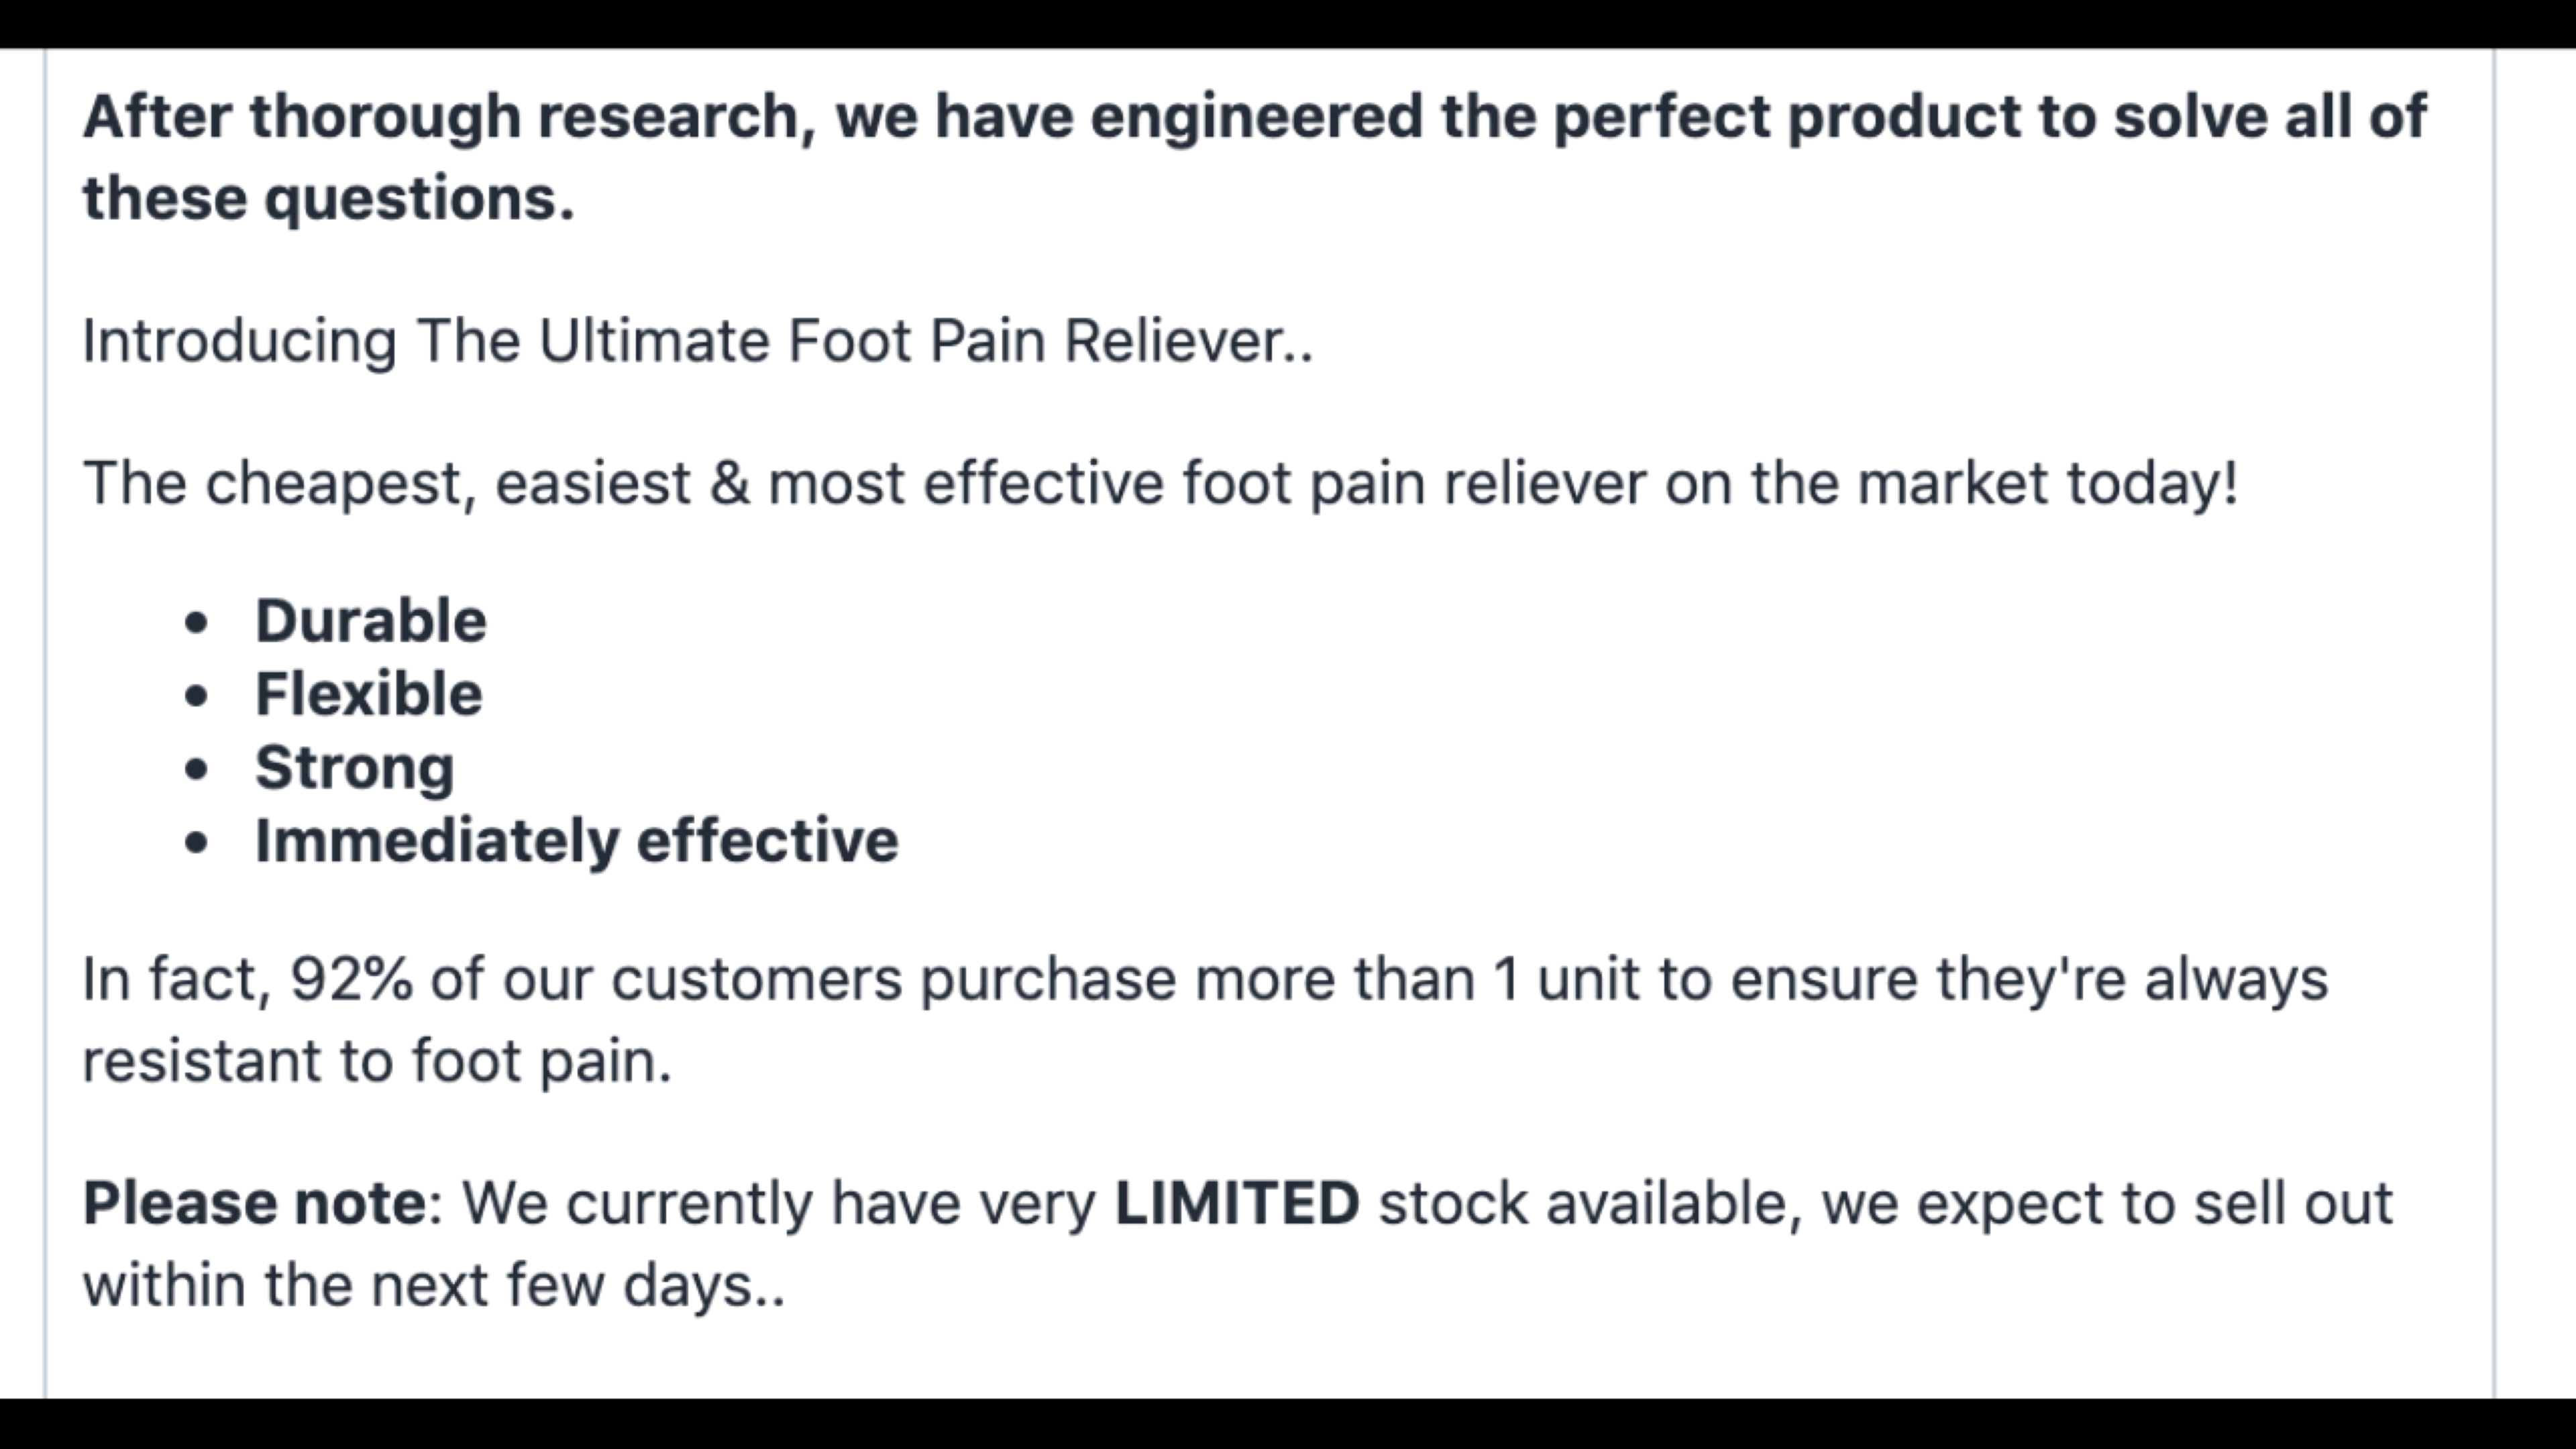 After thorough research, we have engineered the perfect product to solve all of
these questions.
Introducing The Ultimate Foot Pain Reliever..
The cheapest, easiest & most effective foot pain reliever on the market today!
• Durable
• Flexible
• Strong
• Immediately effective
In fact, 92% of our customers purchase more than 1 unit to ensure they're always
resistant to foot pain.
Please note: We currently have very LIMITED stock available, we expect to sell out
within the next few days..